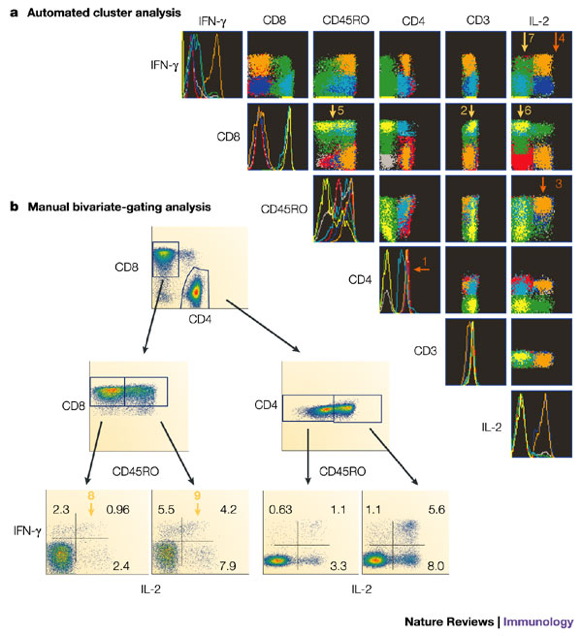 a Automated cluster analysis
IFN-γ CD8 CD45RO CD4 CD3 IL-2
IFN-γ
7 4
CD8
5 2 6
CD45RO
3
CD4
1
CD3
IL-2
b Manual bivariate-gating analysis
CD8
CD4
CD8
CD45RO
CD4
CD45RO
IFN-γ
2.3 8 0.96
2.4
5.5 9 4.2
7.9
IL-2
0.63 1.1
3.3
1.1 5.6
8.0
IL-2
Nature Reviews | Immunology